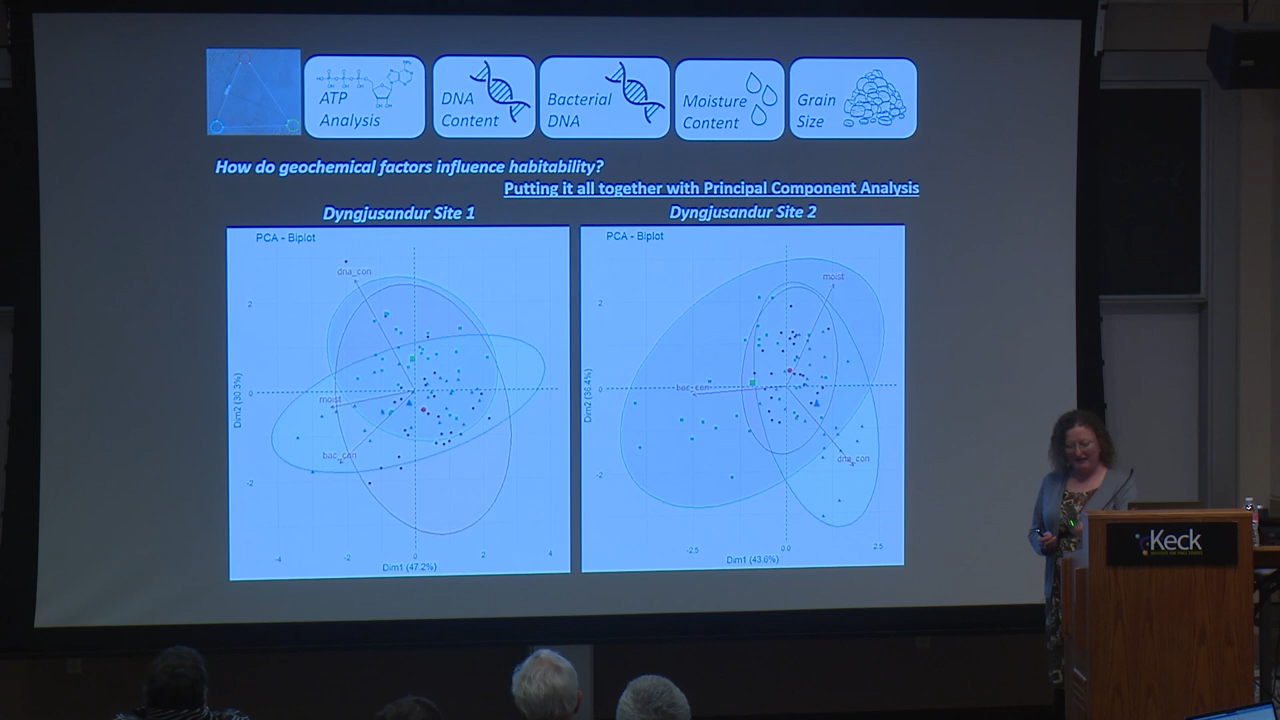 ATP
Analysis
DNA
Content
Bacterial
DNA
Moisture
Content
Grain
Size
How do geochemical factors influence habitability?
Putting it all together with Principal Component Analysis
Dyngjusandur Site 1
Dyngjusandur Site 2
PCA - Biplot
dna_con
moist
bac_con
2
0
-2
-4
-2
0
2
4
Dim1 (47.2%)
Dim2 (30.3%)
PCA - Biplot
moist
bac_con
dna_con
2
0
-2
-2.5
0.0
2.5
Dim1 (43.6%)
Dim2 (36.4%)
Keck